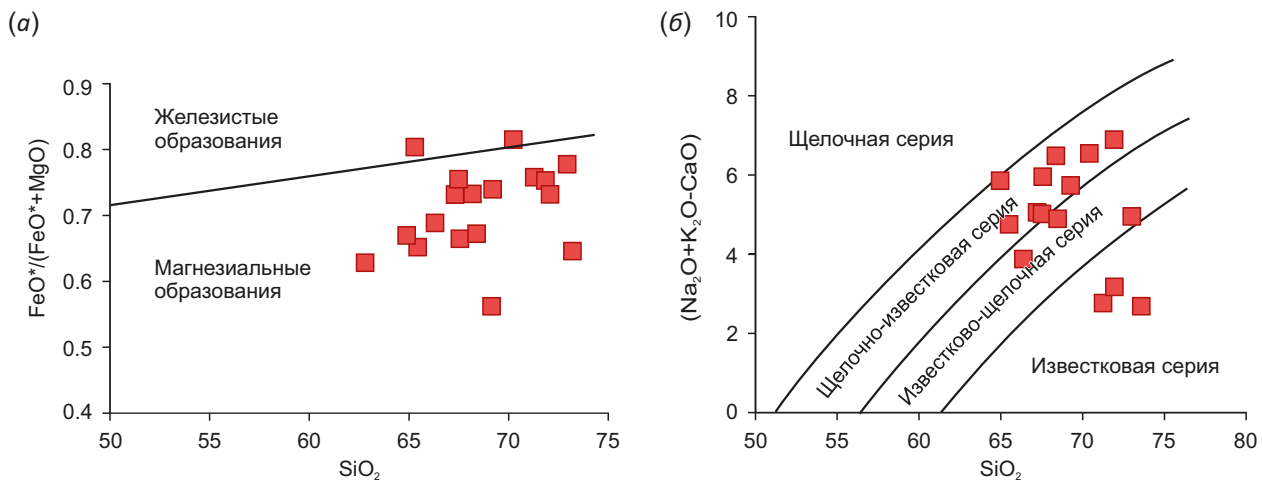 (а)
0.9
0.8
0.7
0.6
0.5
0.4
FeO*/(FeO*+MgO)
Железистые
образования
Магнезиальные
образования
50
55
60
65
70
75
SiO₂
(б)
10
8
6
4
2
0
(Na₂O+K₂O-CaO)
Щелочная серия
Щелочно-известковая серия
Известково-щелочная серия
Известковая серия
50
55
60
65
70
75
80
SiO₂